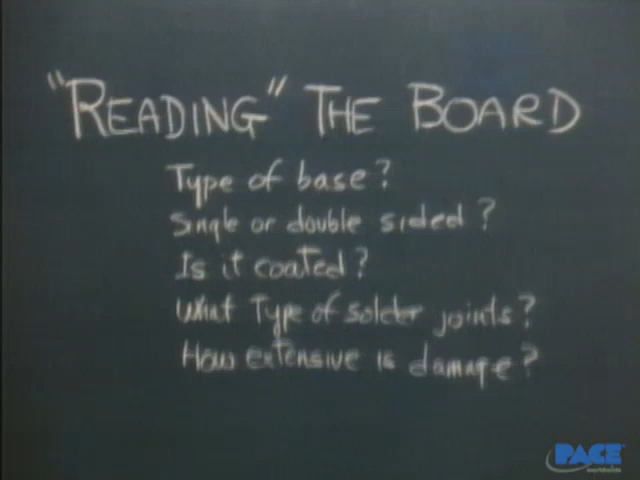 "READING" THE BOARD
Type of base?
Single or double sided?
Is it coated?
What Type of solder joints?
How extensive is damage?
PACE